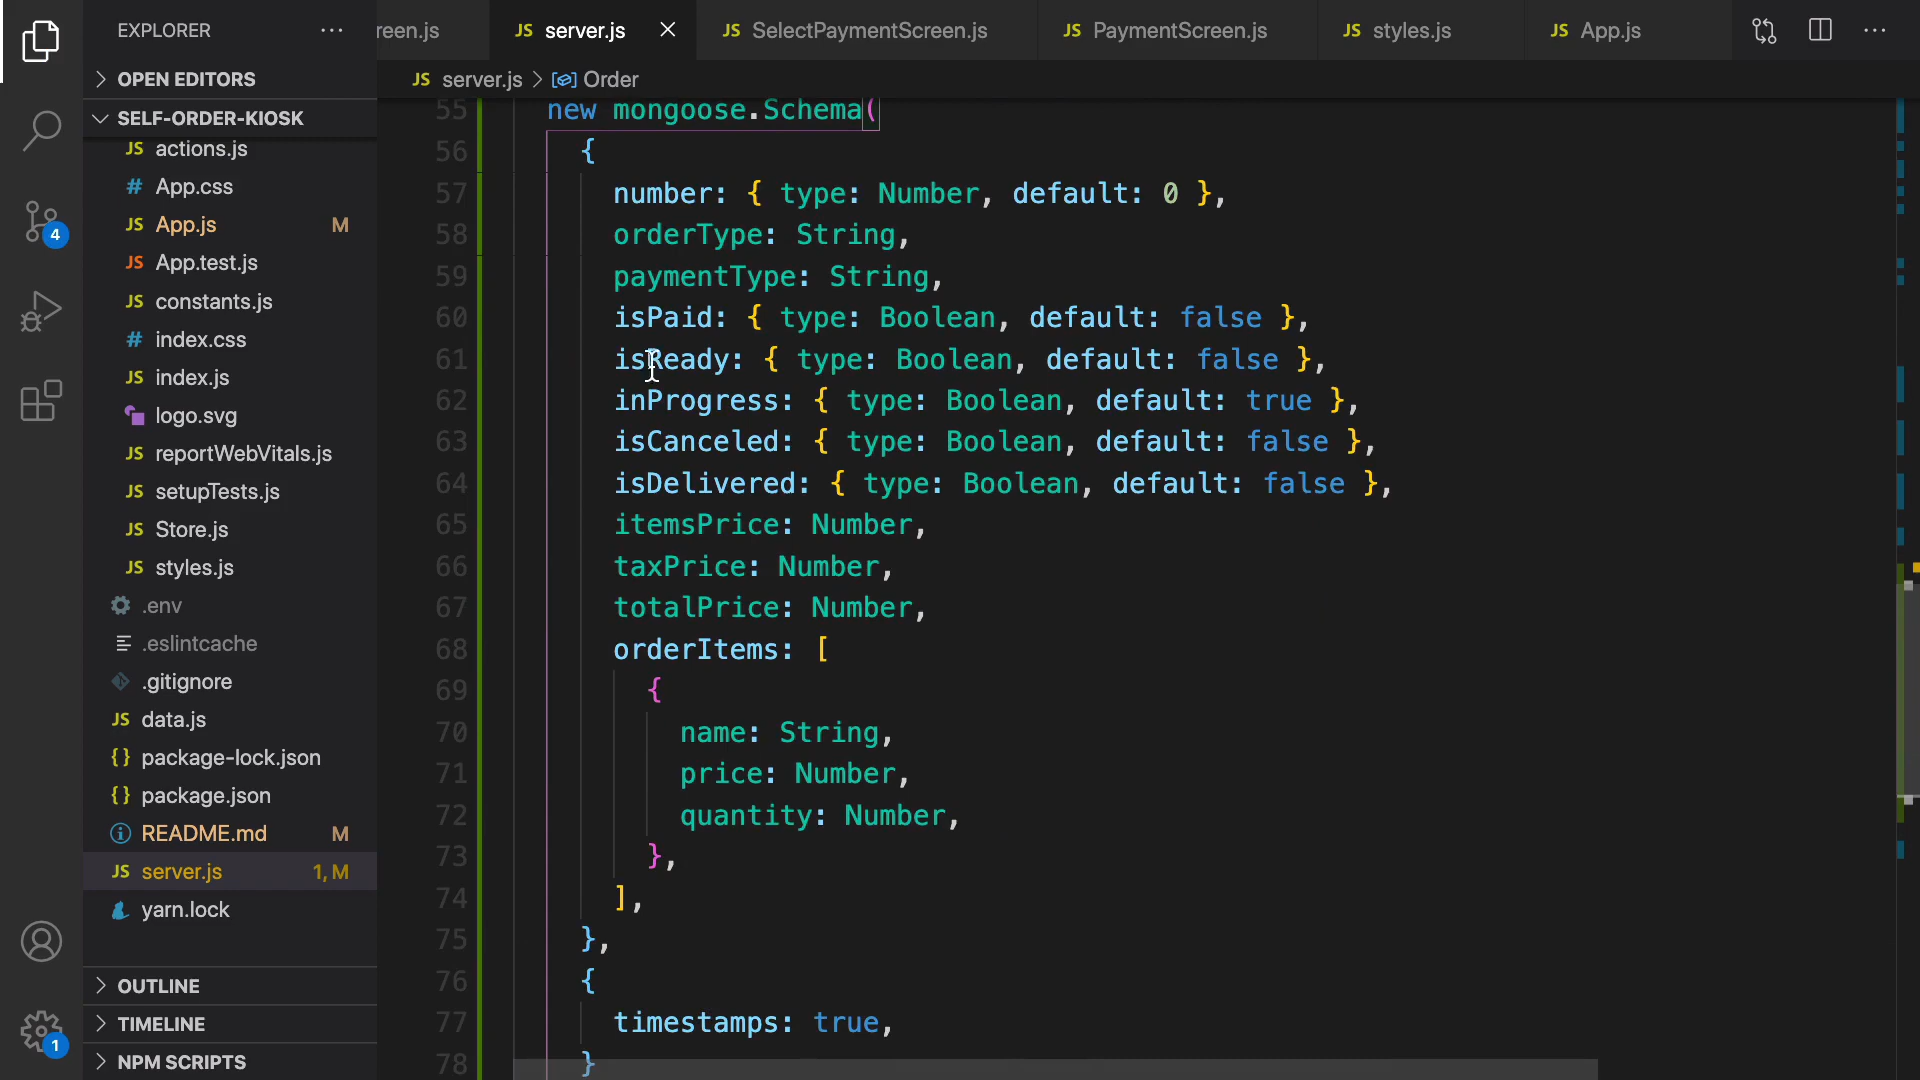 EXPLORER
OPEN EDITORS
SELF-ORDER-KIOSK
JS actions.js
# App.css
JS App.js M
JS App.test.js
JS constants.js
# index.css
JS index.js
logo.svg
JS reportWebVitals.js
JS setupTests.js
JS Store.js
JS styles.js
.env
.eslintcache
.gitignore
JS data.js
{} package-lock.json
{} package.json
README.md M
JS server.js 1, M
yarn.lock
OUTLINE
TIMELINE
NPM SCRIPTS
4
1
reen.js
JS server.js
JS SelectPaymentScreen.js
JS PaymentScreen.js
JS styles.js
JS App.js
JS server.js > Order
55 new mongoose.Schema(
56 {
57 number: { type: Number, default: 0 },
58 orderType: String,
59 paymentType: String,
60 isPaid: { type: Boolean, default: false },
61 isReady: { type: Boolean, default: false },
62 inProgress: { type: Boolean, default: true },
63 isCanceled: { type: Boolean, default: false },
64 isDelivered: { type: Boolean, default: false },
65 itemsPrice: Number,
66 taxPrice: Number,
67 totalPrice: Number,
68 orderItems: [
69 {
70 name: String,
71 price: Number,
72 quantity: Number,
73 },
74 ],
75 },
76 {
77 timestamps: true,
78 }